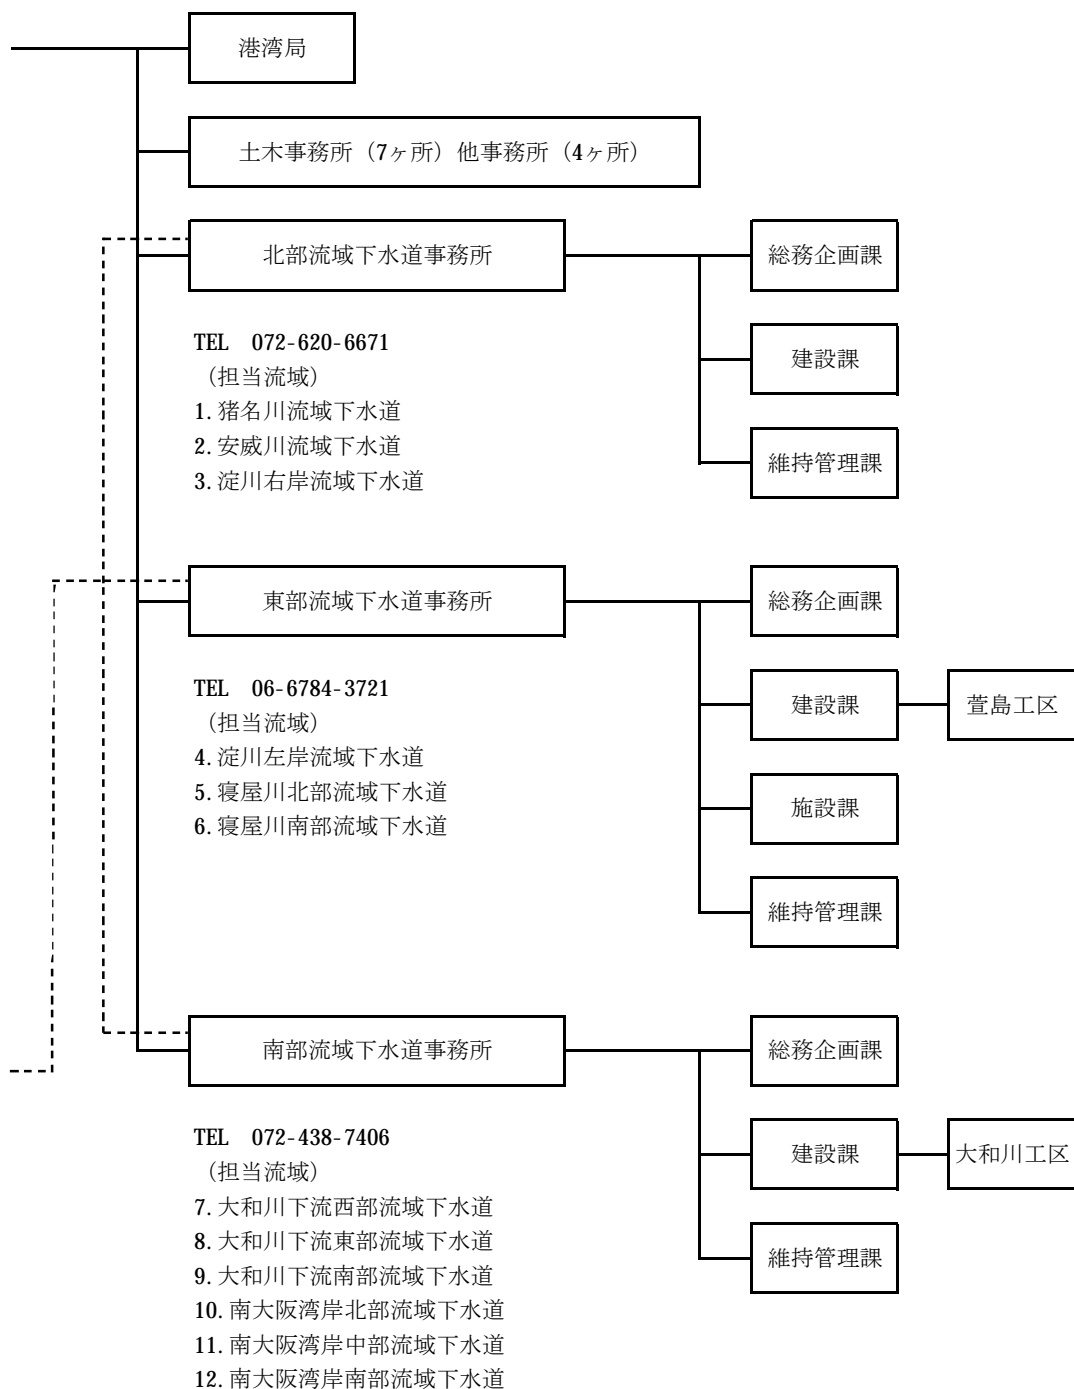 港湾局
土木事務所（7ヶ所）他事務所（4ヶ所）
北部流域下水道事務所
総務企画課
TEL　072-620-6671
（担当流域）
1. 猪名川流域下水道
2. 安威川流域下水道
3. 淀川右岸流域下水道
建設課
維持管理課
東部流域下水道事務所
総務企画課
TEL　06-6784-3721
（担当流域）
4. 淀川左岸流域下水道
5. 寝屋川北部流域下水道
6. 寝屋川南部流域下水道
建設課
萱島工区
施設課
維持管理課
南部流域下水道事務所
総務企画課
TEL　072-438-7406
（担当流域）
7. 大和川下流西部流域下水道
8. 大和川下流東部流域下水道
9. 大和川下流南部流域下水道
10. 南大阪湾岸北部流域下水道
11. 南大阪湾岸中部流域下水道
12. 南大阪湾岸南部流域下水道
建設課
大和川工区
維持管理課